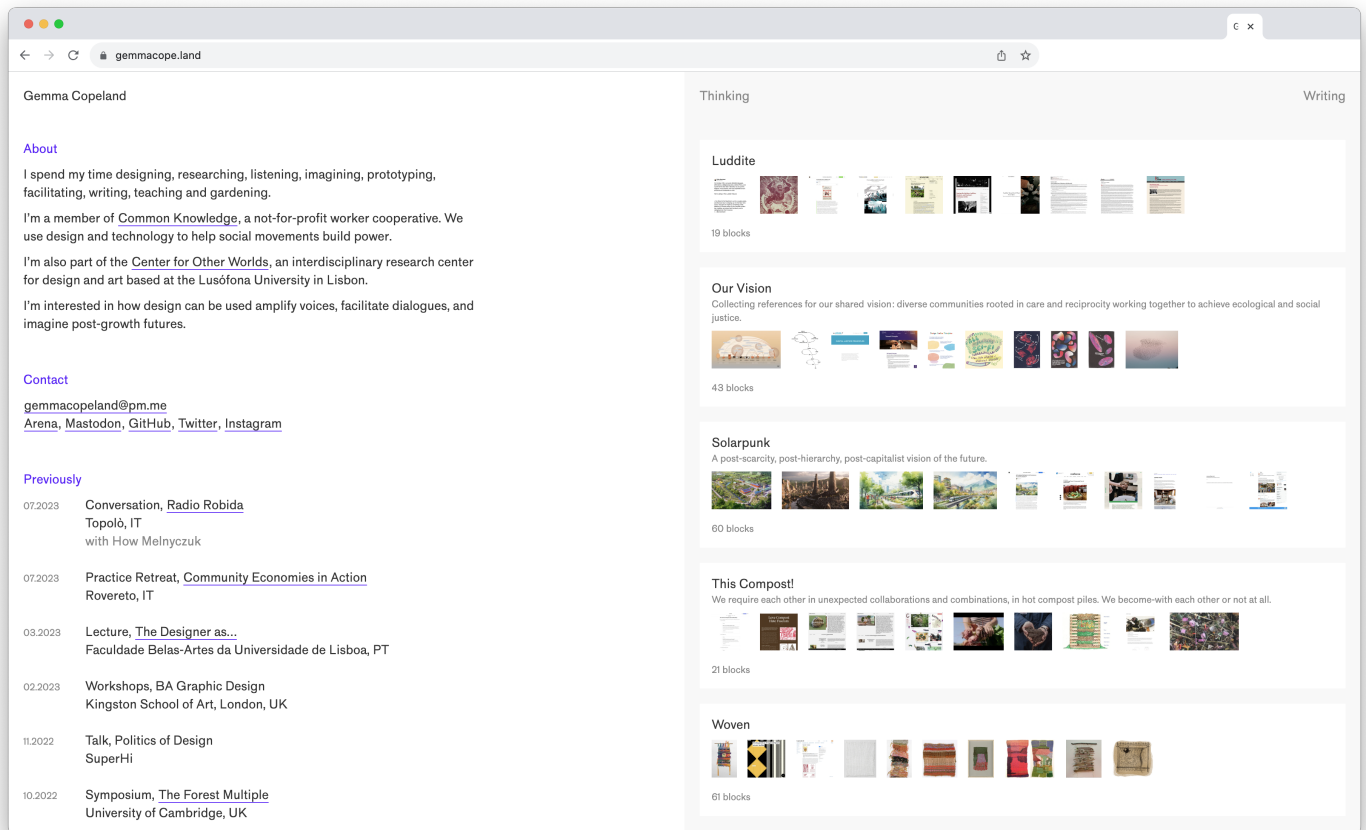 G
gemmacope.land
Gemma Copeland
About
I spend my time designing, researching, listening, imagining, prototyping,
facilitating, writing, teaching and gardening.
I'm a member of Common Knowledge, a not-for-profit worker cooperative. We
use design and technology to help social movements build power.
I'm also part of the Center for Other Worlds, an interdisciplinary research center
for design and art based at the Lusófona University in Lisbon.
I'm interested in how design can be used amplify voices, facilitate dialogues, and
imagine post-growth futures.
Contact
gemmacopeland@pm.me
Arena, Mastodon, GitHub, Twitter, Instagram
Previously
07.2023 Conversation, Radio Robida
Topolò, IT
with How Melnyczuk
07.2023 Practice Retreat, Community Economies in Action
Rovereto, IT
03.2023 Lecture, The Designer as...
Faculdade Belas-Artes da Universidade de Lisboa, PT
02.2023 Workshops, BA Graphic Design
Kingston School of Art, London, UK
11.2022 Talk, Politics of Design
SuperHi
10.2022 Symposium, The Forest Multiple
University of Cambridge, UK
Thinking Writing
Luddite
19 blocks
Our Vision
Collecting references for our shared vision: diverse communities rooted in care and reciprocity working together to achieve ecological and social
justice.
43 blocks
Solarpunk
A post-scarcity, post-hierarchy, post-capitalist vision of the future.
60 blocks
This Compost!
We require each other in unexpected collaborations and combinations, in hot compost piles. We become-with each other or not at all.
21 blocks
Woven
61 blocks